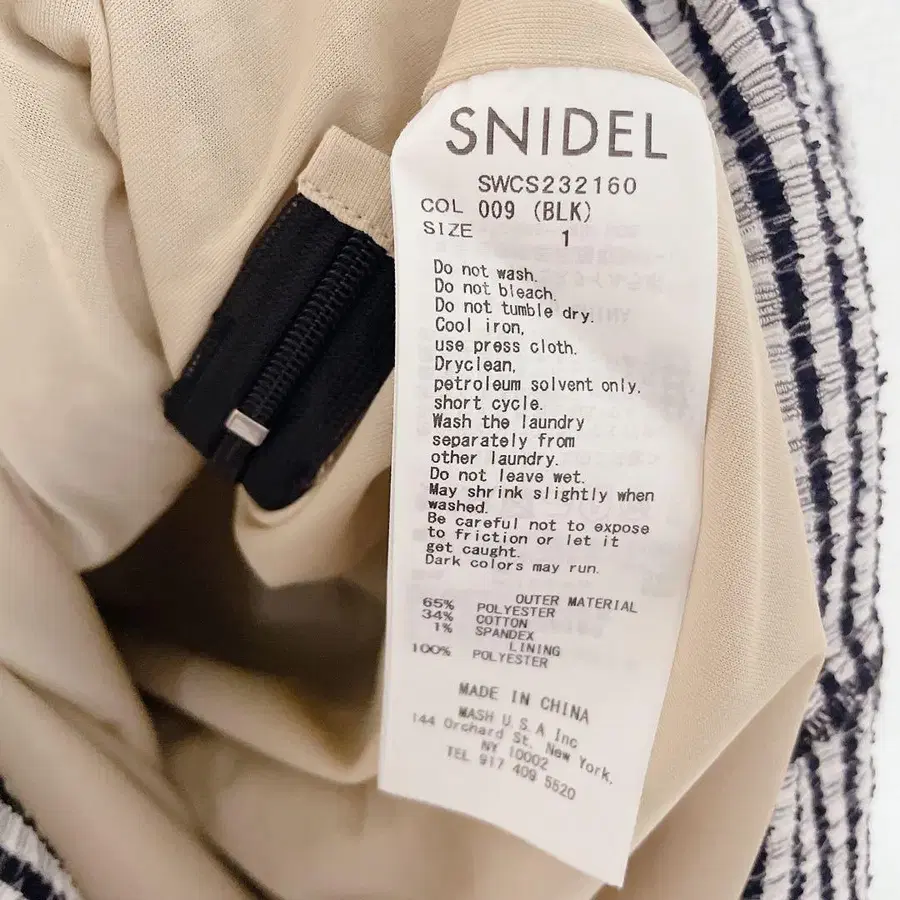 SNIDEL
SWCS232160
COL 009 (BLK)
SIZE 1
Do not wash.
Do not bleach.
Do not tumble dry.
Cool iron,
use press cloth.
Dryclean,
petroleum solvent only.
short cycle.
Wash the laundry
separately from
other laundry.
Do not leave wet.
May shrink slightly when
washed.
Be careful not to expose
to friction or let it
get caught.
Dark colors may run.
OUTER MATERIAL
65% POLYESTER
34% COTTON
1% SPANDEX
LINING
100% POLYESTER
MADE IN CHINA
MASH U.S.A Inc
144 Orchard St. New York.
NY 10002
TEL 917 409 5520